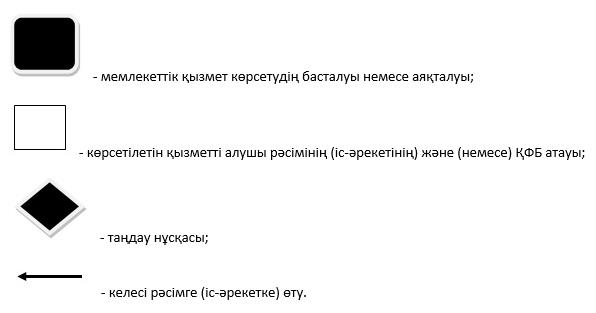 - мемлекеттік қызмет көрсетудің басталуы немесе аяқталуы;
- көрсетілетін қызметті алушы рәсімінің (іс-әрекетінің) және (немесе) ҚФБ атауы;
- таңдау нұсқасы;
- келесі рәсімге (іс-әрекетке) өту.